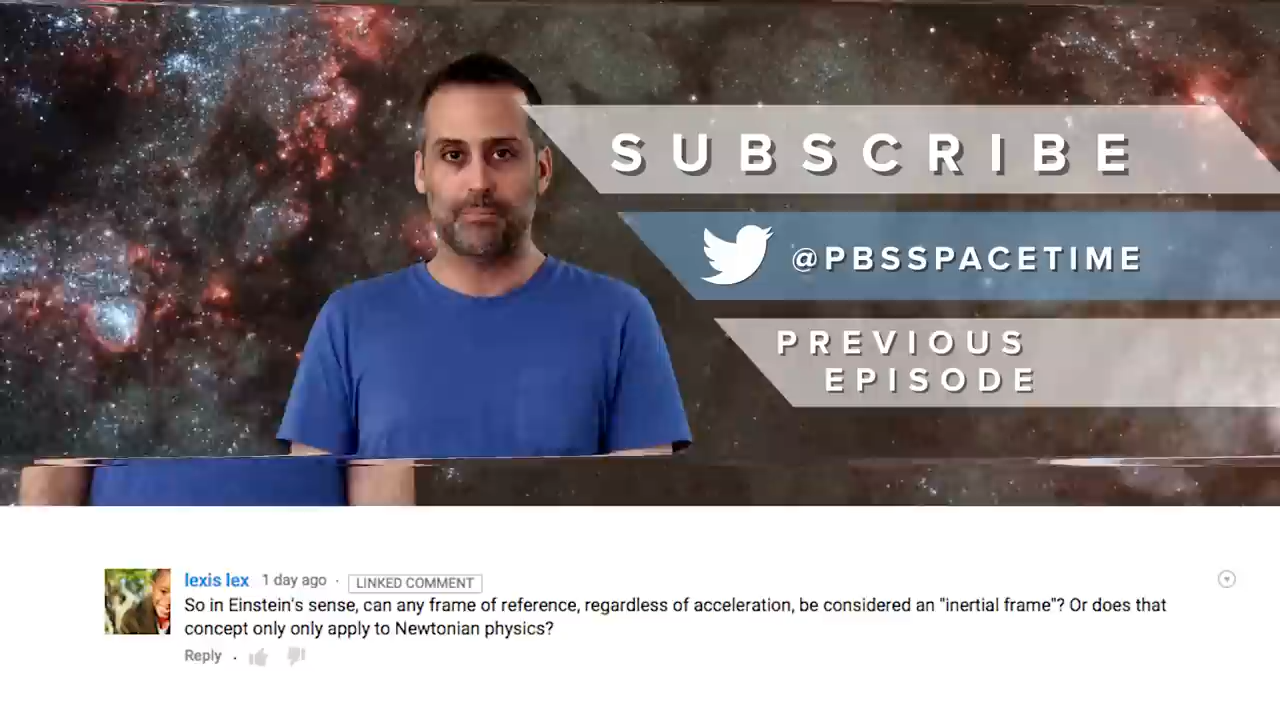 SUBSCRIBE
@PBSSPACETIME
PREVIOUS
EPISODE
lexis lex 1 day ago · LINKED COMMENT
So in Einstein's sense, can any frame of reference, regardless of acceleration, be considered an "inertial frame"? Or does that
concept only only apply to Newtonian physics?
Reply ·